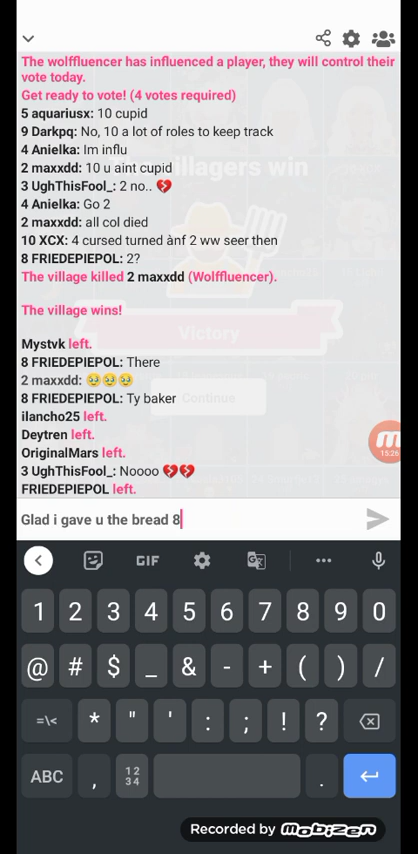 The wolffluencer has influenced a player, they will control their
vote today.
Get ready to vote! (4 votes required)
5 aquariusx: 10 cupid
9 Darkpq: No, 10 a lot of roles to keep track
4 Anielka: Im influ
2 maxxdd: 10 u aint cupid
The villagers win
3 UghThisFool_: 2 no.. 💔
4 Anielka: Go 2
2 maxxdd: all col died
10 XCX: 4 cursed turned ànf 2 ww seer then
8 FRIEDEPIEPOL: 2?
The village killed 2 maxxdd (Wolffluencer).
The village wins!
Victory
Mystvk left.
8 FRIEDEPIEPOL: There
2 maxxdd: 🥹🥹🥹
8 FRIEDEPIEPOL: Ty baker
Continue
ilancho25 left.
Deytren left.
15:26
OriginalMars left.
3 UghThisFool_: Noooo 💔💔
FRIEDEPIEPOL left.
Glad i gave u the bread 8
GIF
1 2 3 4 5 6 7 8 9 0
@ # $ _ & - + ( ) /
=\< * " ' : ; ! ?
ABC , 12 34 .
Recorded by mobizen